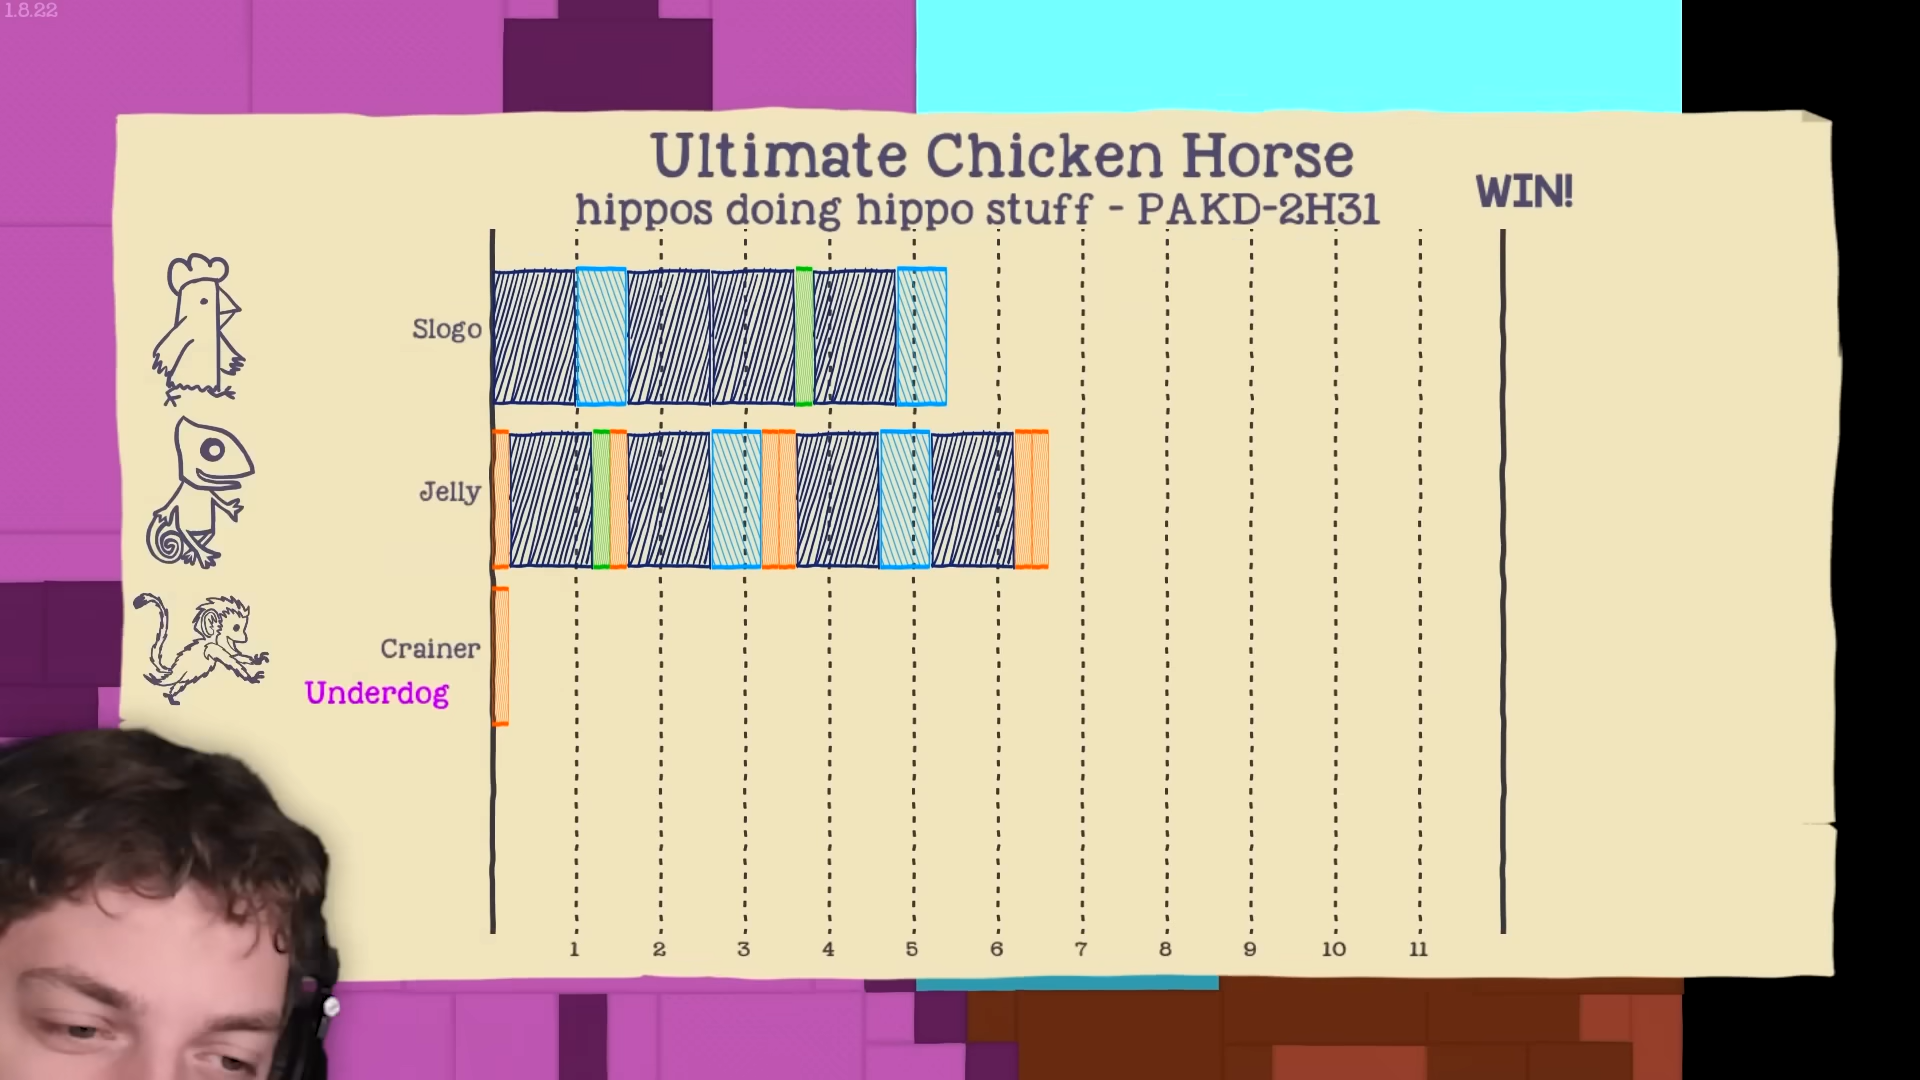 1.8.22
Ultimate Chicken Horse
hippos doing hippo stuff - PAKD-2H31
WIN!
Slogo
Jelly
Crainer
Underdog
1 2 3 4 5 6 7 8 9 10 11